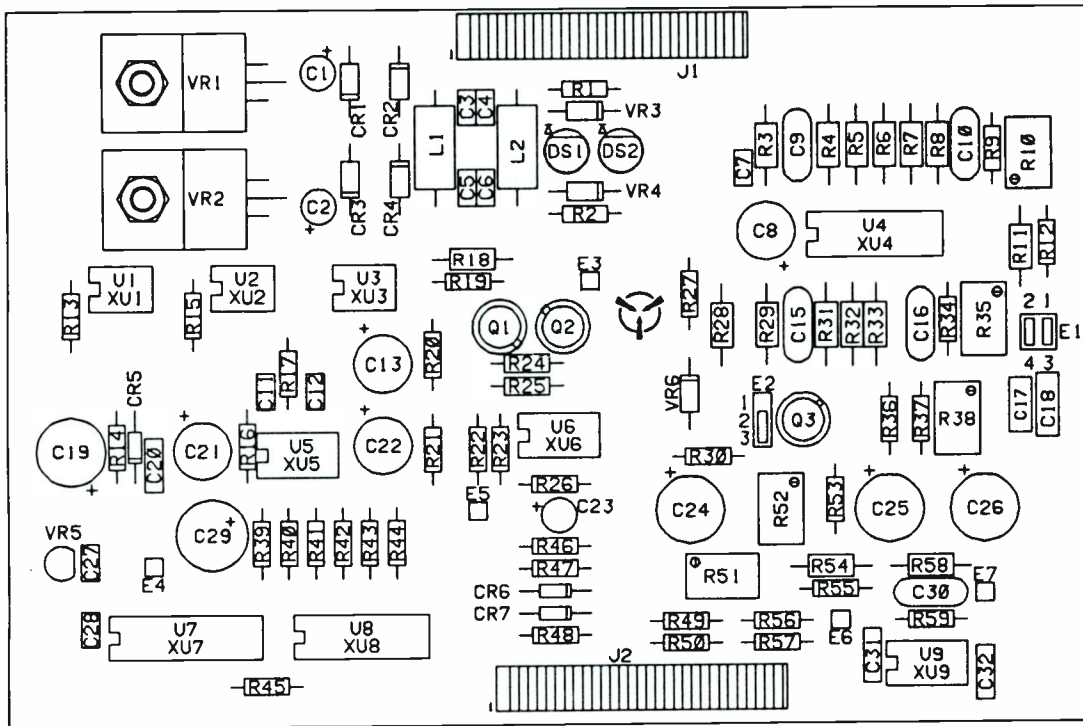 1
J1
VR1
+
C1
CR1
CR2
L1
C3
C4
L2
R1
VR3
DS1
DS2
VR4
R2
C5
C6
VR2
C2
+
CR3
CR4
C7
R3
C9
R4
R5
R6
R7
R8
C10
R9
R10
C8
+
U4
XU4
R11
R12
R13
U1
XU1
R15
U2
XU2
U3
XU3
R18
R19
E3
R27
R28
R29
C15
R31
R32
R33
C16
R34
R35
2 1
E1
4 3
Q1
Q2
R24
R25
+
C13
R20
C11
R17
C12
VR6
E2
1
2
3
Q3
R36
R37
R38
C17
C18
C19
+
R14
CR5
C20
+
C21
R16
U5
XU5
+
C22
R21
R22
R23
U6
XU6
R30
E5
R26
+
C23
+
C24
R52
R53
+
C25
+
C26
VR5
C27
E4
C29
+
R39
R40
R41
R42
R43
R44
R46
R47
CR6
CR7
R48
R51
R54
R55
R58
C30
R59
E7
C28
U7
XU7
U8
XU8
R49
R50
R56
R57
E6
C31
U9
XU9
C32
R45
J2
1